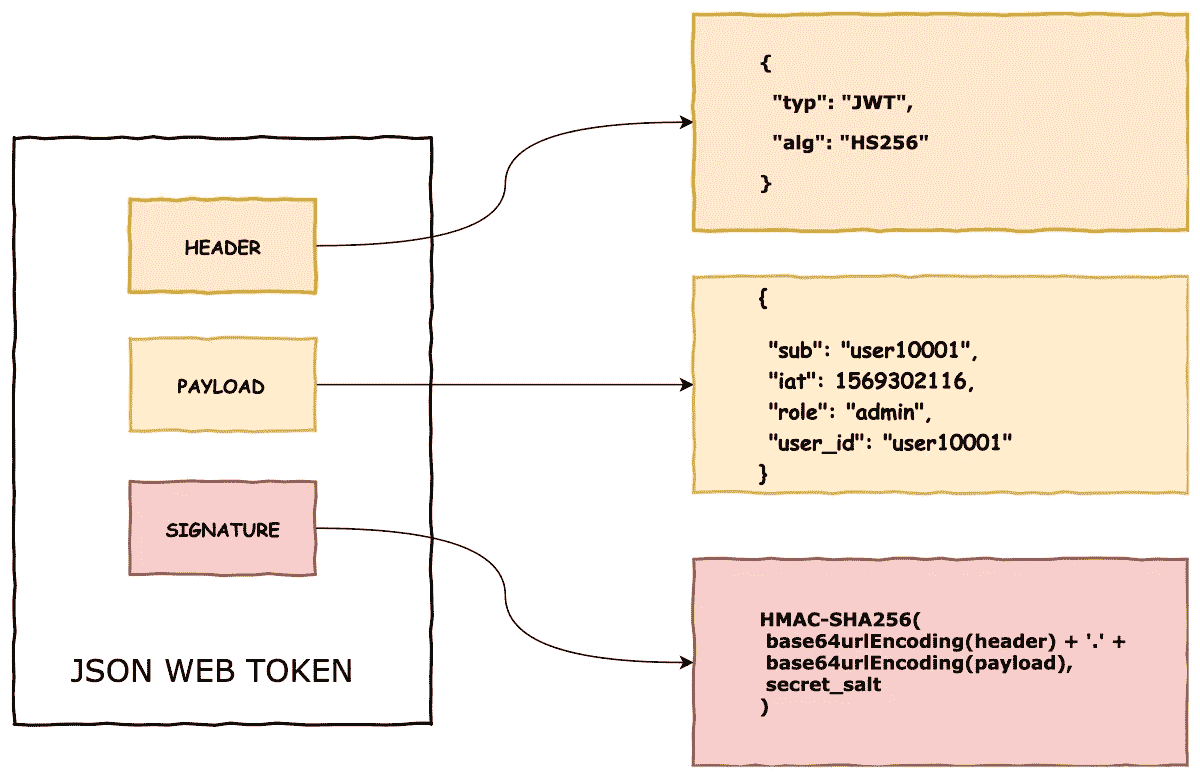 HEADER
PAYLOAD
SIGNATURE
JSON WEB TOKEN
{
"typ": "JWT",
"alg": "HS256"
}
{
"sub": "user10001",
"iat": 1569302116,
"role": "admin",
"user_id": "user10001"
}
HMAC-SHA256(
base64urlEncoding(header) + '.' +
base64urlEncoding(payload),
secret_salt
)